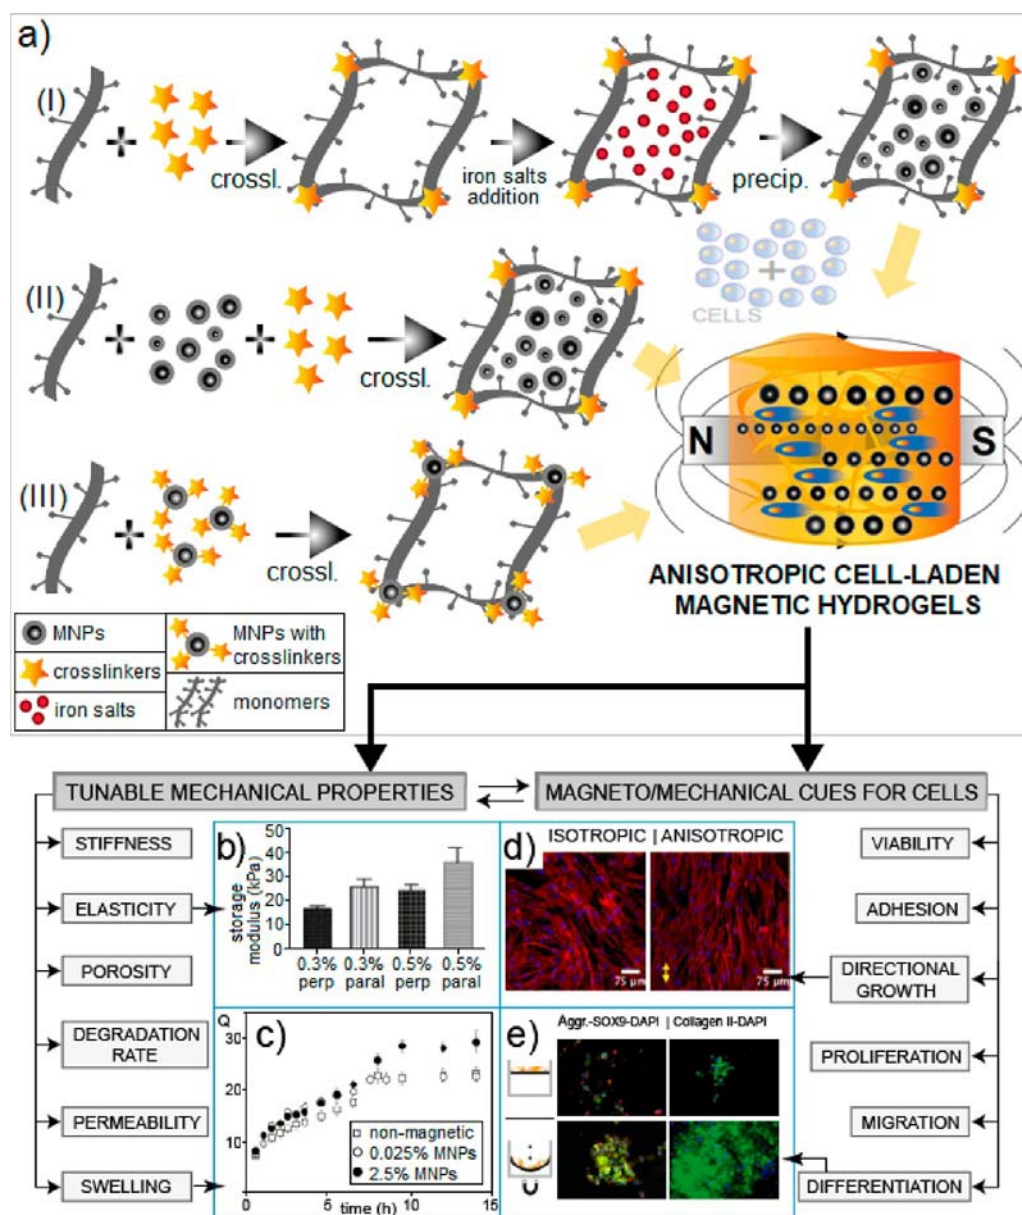 a)
(I)
crossl.
iron salts
addition
precip.
CELLS
(II)
crossl.
N
S
(III)
crossl.
ANISOTROPIC CELL-LADEN
MAGNETIC HYDROGELS
MNPs
MNPs with
crosslinkers
crosslinkers
iron salts
monomers
TUNABLE MECHANICAL PROPERTIES
MAGNETO/MECHANICAL CUES FOR CELLS
STIFFNESS
ELASTICITY
POROSITY
DEGRADATION
RATE
PERMEABILITY
SWELLING
b)
storage
modulus (kPa)
50
40
30
20
10
0
0.3%
perp
0.3%
paral
0.5%
perp
0.5%
paral
c)
Q
30
20
10
non-magnetic
0.025% MNPs
2.5% MNPs
0
5
10
15
time (h)
d)
ISOTROPIC | ANISOTROPIC
75 µm
75 µm
e)
Aggr.-SOX9-DAPI | Collagen II-DAPI
VIABILITY
ADHESION
DIRECTIONAL
GROWTH
PROLIFERATION
MIGRATION
DIFFERENTIATION